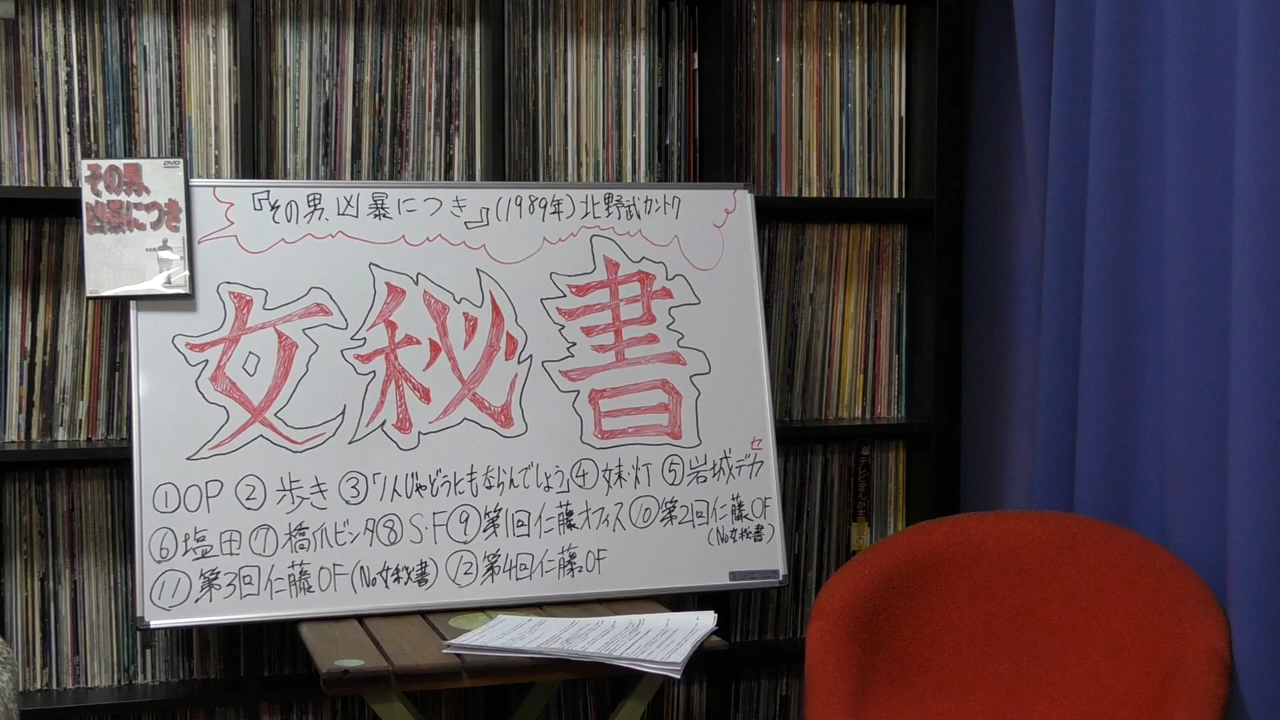 DVD
その男、
凶暴につき
『その男、凶暴につき』(1989年)北野武カントク
女秘書
①OP ②歩き ③「1人じゃどうにもならんでしょう」④妹・灯 ⑤岩城デカ
セ
⑥塩田 ⑦橋爪ビンタ ⑧S・F ⑨第1回仁藤オフィス ⑩第2回仁藤OF
(No女秘書)
⑪第3回仁藤OF(No女秘書) ⑫第4回仁藤OF